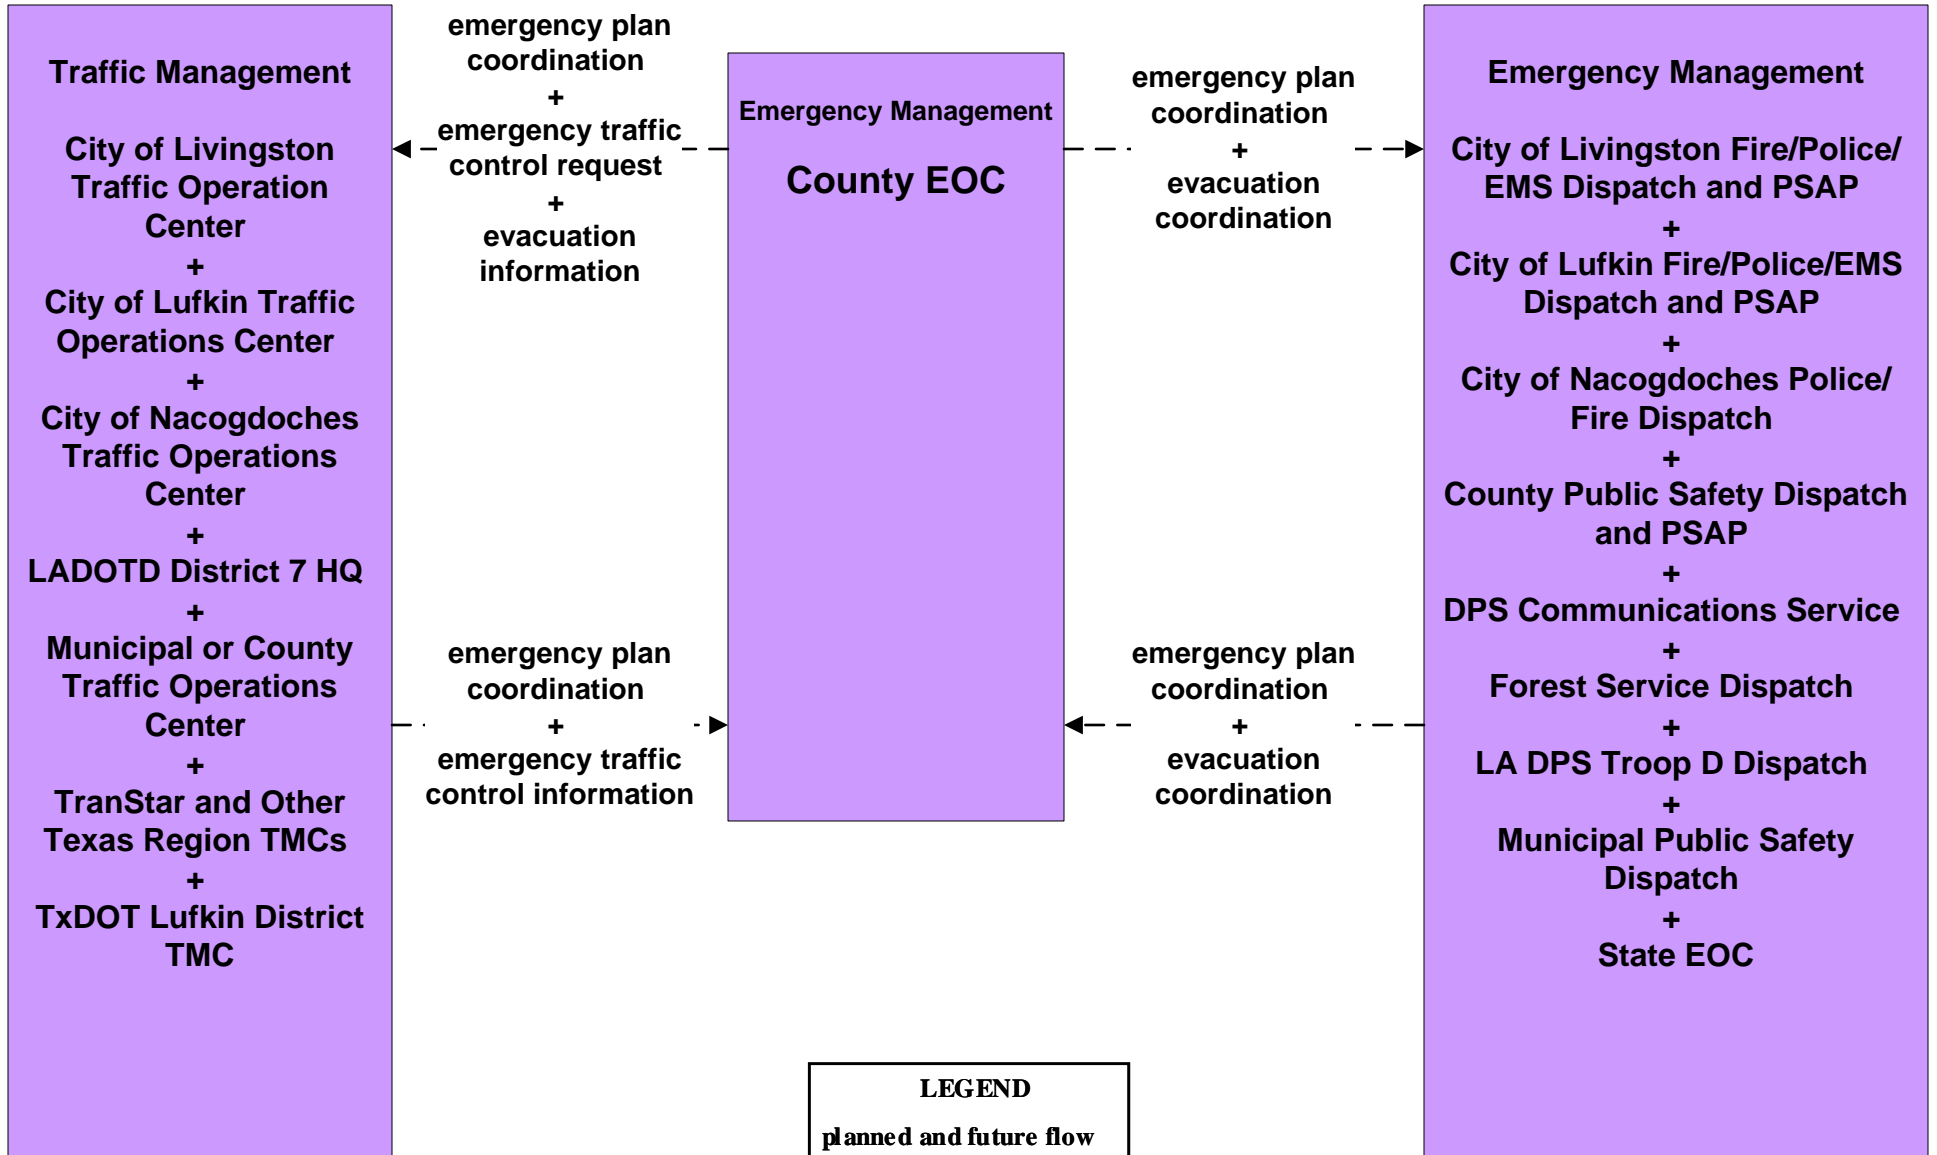 Traffic Management
City of Livingston
Traffic Operation
Center
+
City of Lufkin Traffic
Operations Center
+
City of Nacogdoches
Traffic Operations
Center
+
LADOTD District 7 HQ
+
Municipal or County
Traffic Operations
Center
+
TranStar and Other
Texas Region TMCs
+
TxDOT Lufkin District
TMC
emergency plan
coordination
+
emergency traffic
control request
+
evacuation
information
emergency plan
coordination
+
emergency traffic
control information
Emergency Management
County EOC
emergency plan
coordination
+
evacuation
coordination
emergency plan
coordination
+
evacuation
coordination
Emergency Management
City of Livingston Fire/Police/
EMS Dispatch and PSAP
+
City of Lufkin Fire/Police/EMS
Dispatch and PSAP
+
City of Nacogdoches Police/
Fire Dispatch
+
County Public Safety Dispatch
and PSAP
+
DPS Communications Service
+
Forest Service Dispatch
+
LA DPS Troop D Dispatch
+
Municipal Public Safety
Dispatch
+
State EOC
LEGEND
planned and future flow